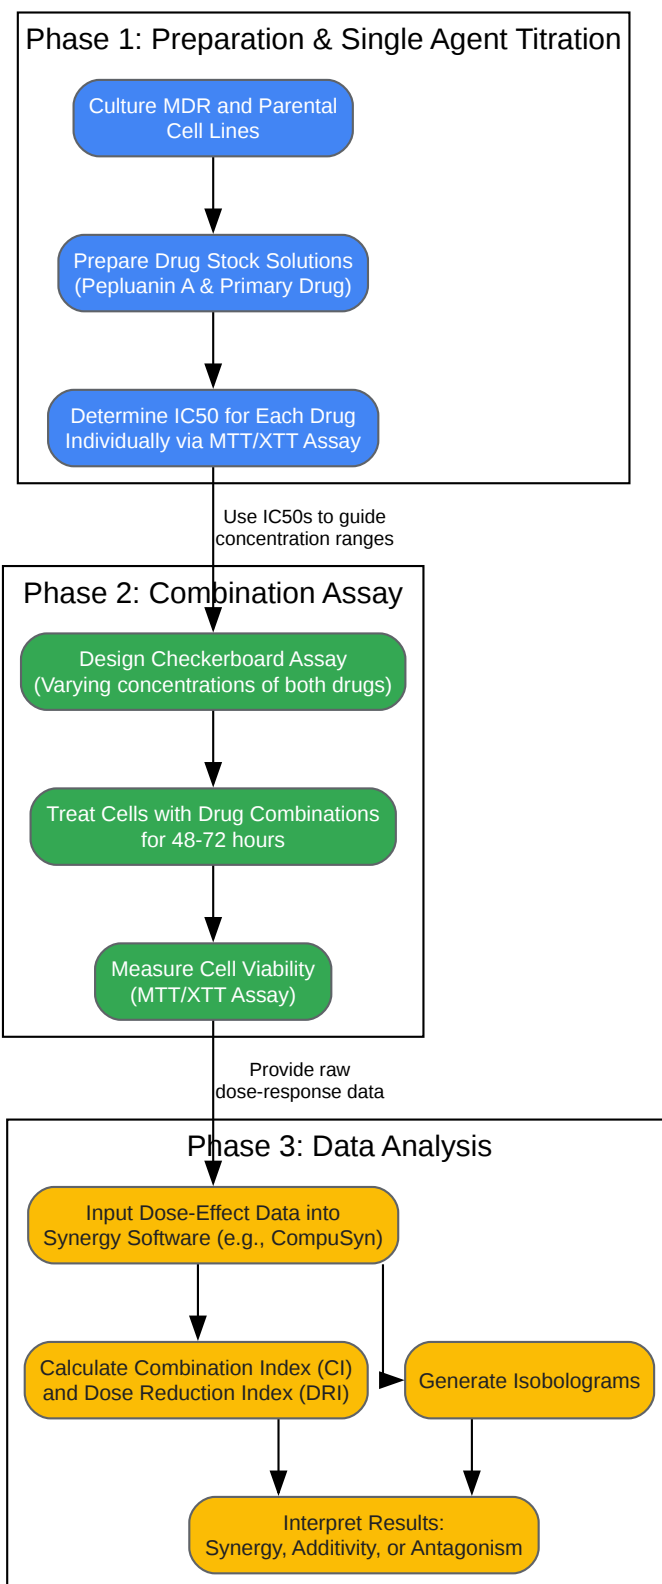 Phase 1: Preparation & Single Agent Titration
Culture MDR and Parental
Cell Lines
Prepare Drug Stock Solutions
(Pepluanin A & Primary Drug)
Determine IC50 for Each Drug
Individually via MTT/XTT Assay
Use IC50s to guide
concentration ranges
Phase 2: Combination Assay
Design Checkerboard Assay
(Varying concentrations of both drugs)
Treat Cells with Drug Combinations
for 48-72 hours
Measure Cell Viability
(MTT/XTT Assay)
Provide raw
dose-response data
Phase 3: Data Analysis
Input Dose-Effect Data into
Synergy Software (e.g., CompuSyn)
Calculate Combination Index (CI)
and Dose Reduction Index (DRI)
Generate Isobolograms
Interpret Results:
Synergy, Additivity, or Antagonism